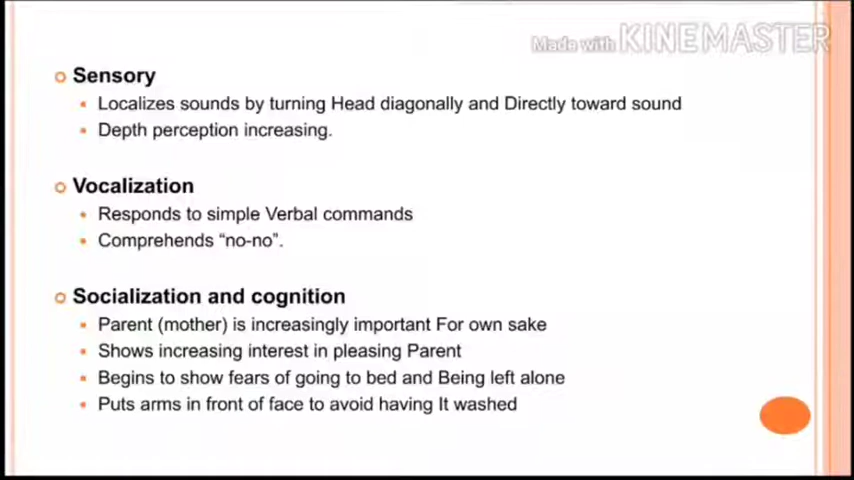 Made with KINEMASTER
Sensory
Localizes sounds by turning Head diagonally and Directly toward sound
Depth perception increasing.
Vocalization
Responds to simple Verbal commands
Comprehends “no-no”.
Socialization and cognition
Parent (mother) is increasingly important For own sake
Shows increasing interest in pleasing Parent
Begins to show fears of going to bed and Being left alone
Puts arms in front of face to avoid having It washed